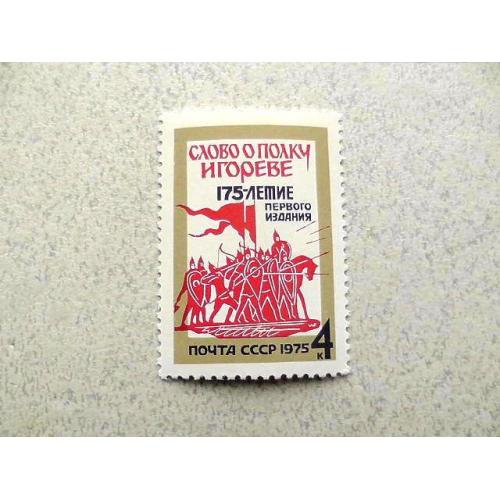 СЛОВО О ПОЛКУ
ИГОРЕВЕ
175-ЛЕТИЕ
ПЕРВОГО
ИЗДАНИЯ
ПОЧТА СССР 1975 4
К